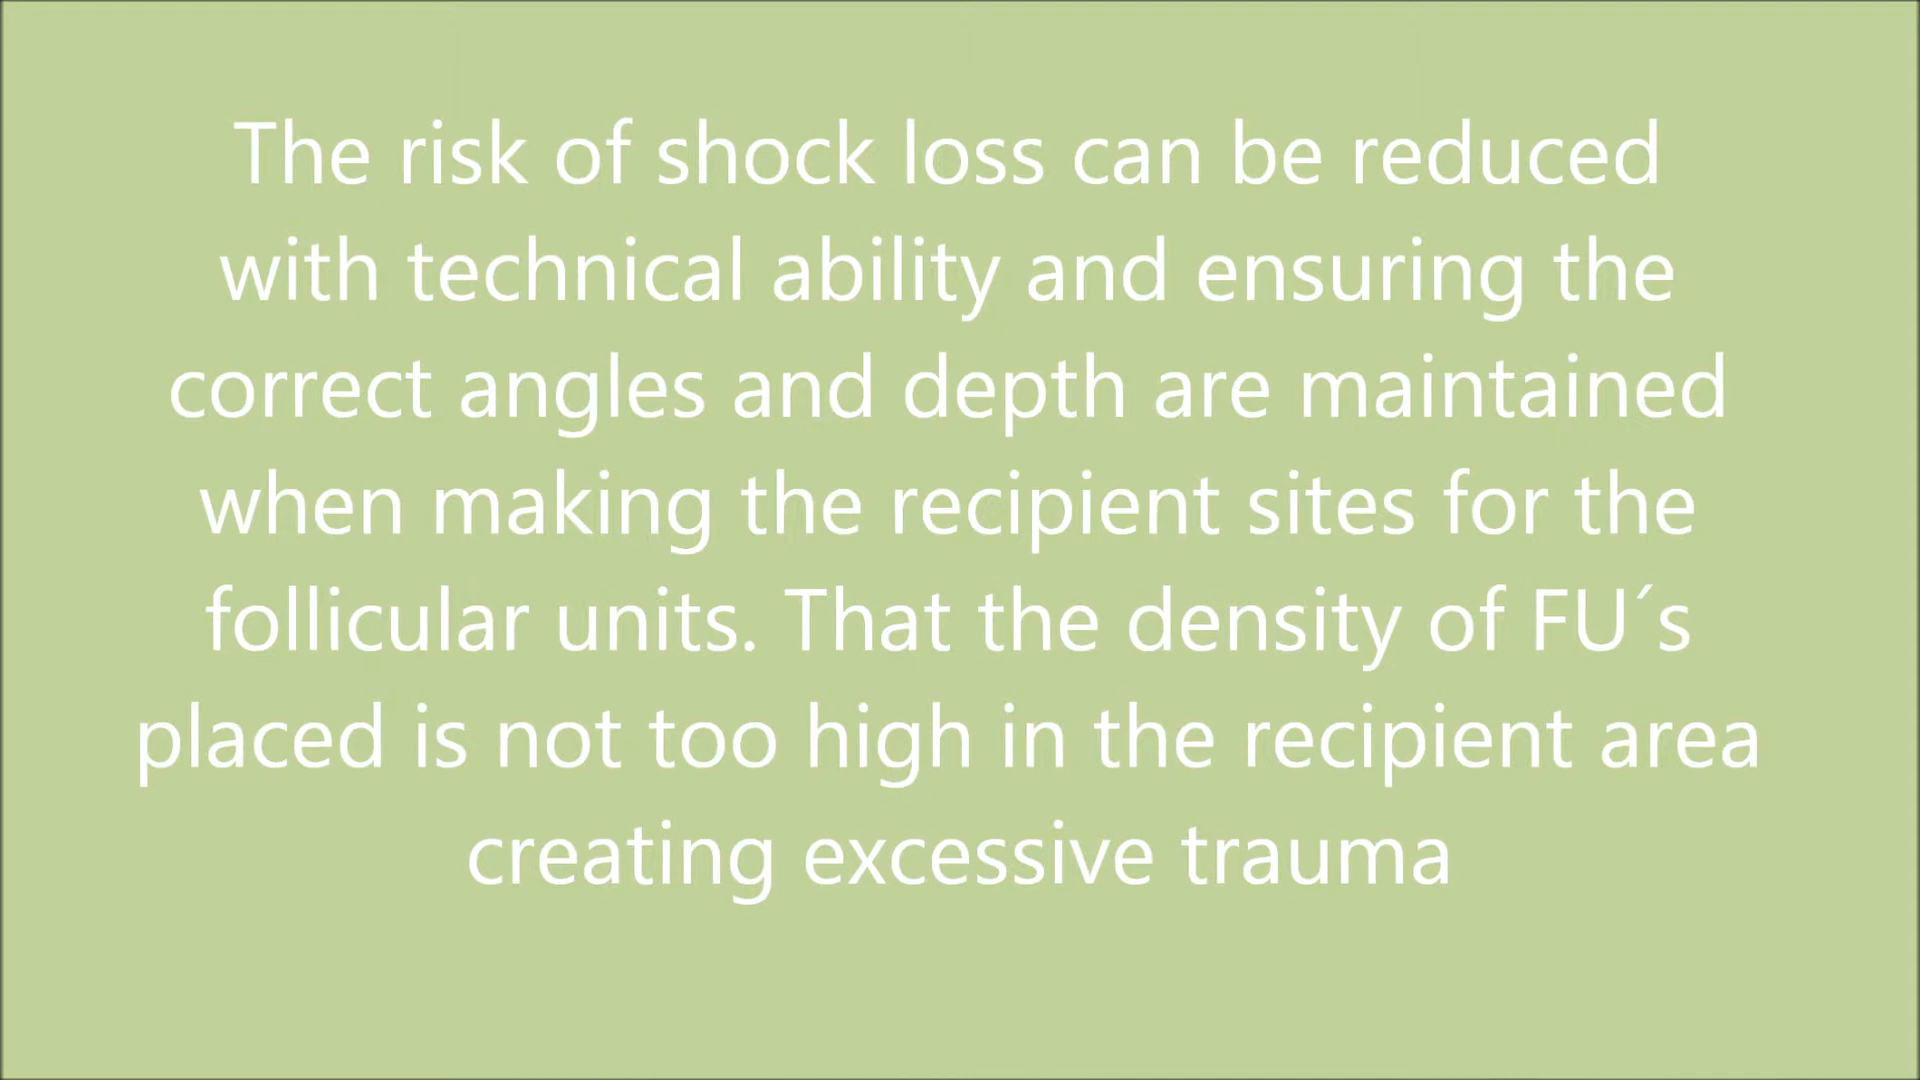 The risk of shock loss can be reduced
with technical ability and ensuring the
correct angles and depth are maintained
when making the recipient sites for the
follicular units. That the density of FU´s
placed is not too high in the recipient area
creating excessive trauma